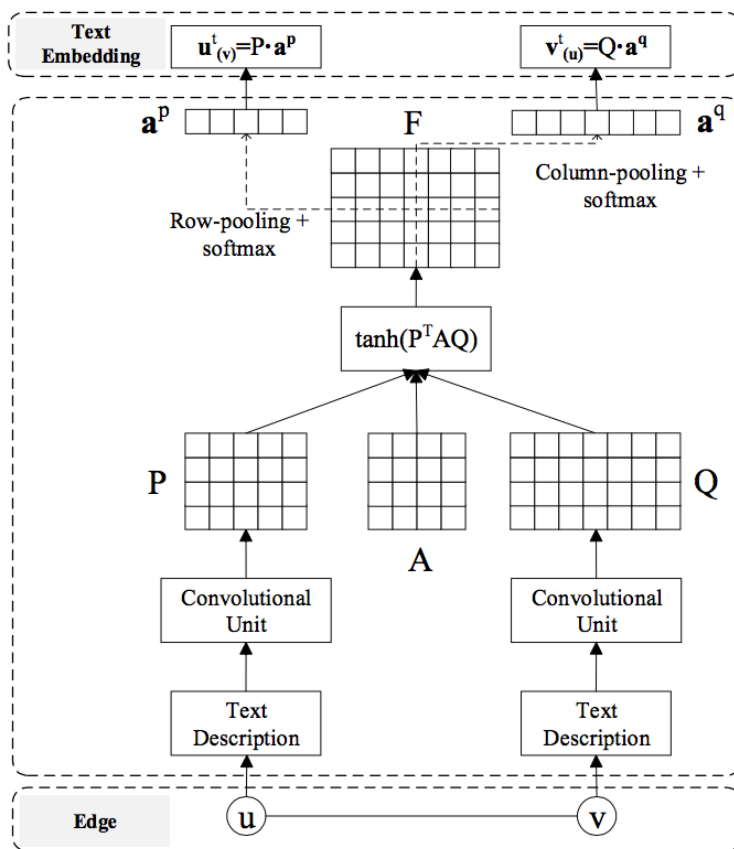 Text
Embedding
u^t_(v)=P·a^p
v^t_(u)=Q·a^q
a^p
F
a^q
Row-pooling +
softmax
Column-pooling +
softmax
tanh(P^TAQ)
P
A
Q
Convolutional
Unit
Convolutional
Unit
Text
Description
Text
Description
Edge
u
v